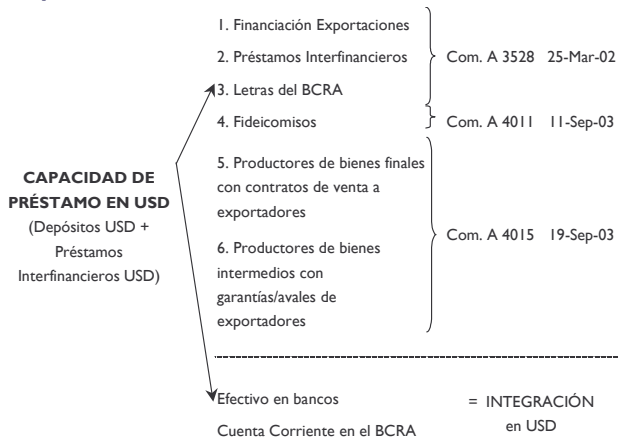 1. Financiación Exportaciones
2. Préstamos Interfinancieros
Com. A 3528 25-Mar-02
3. Letras del BCRA
4. Fideicomisos
Com. A 4011 11-Sep-03
CAPACIDAD DE
PRÉSTAMO EN USD
(Depósitos USD +
Préstamos
Interfinancieros USD)
5. Productores de bienes finales
con contratos de venta a
exportadores
Com. A 4015 19-Sep-03
6. Productores de bienes
intermedios con
garantías/avales de
exportadores
Efectivo en bancos
Cuenta Corriente en el BCRA
= INTEGRACIÓN
en USD